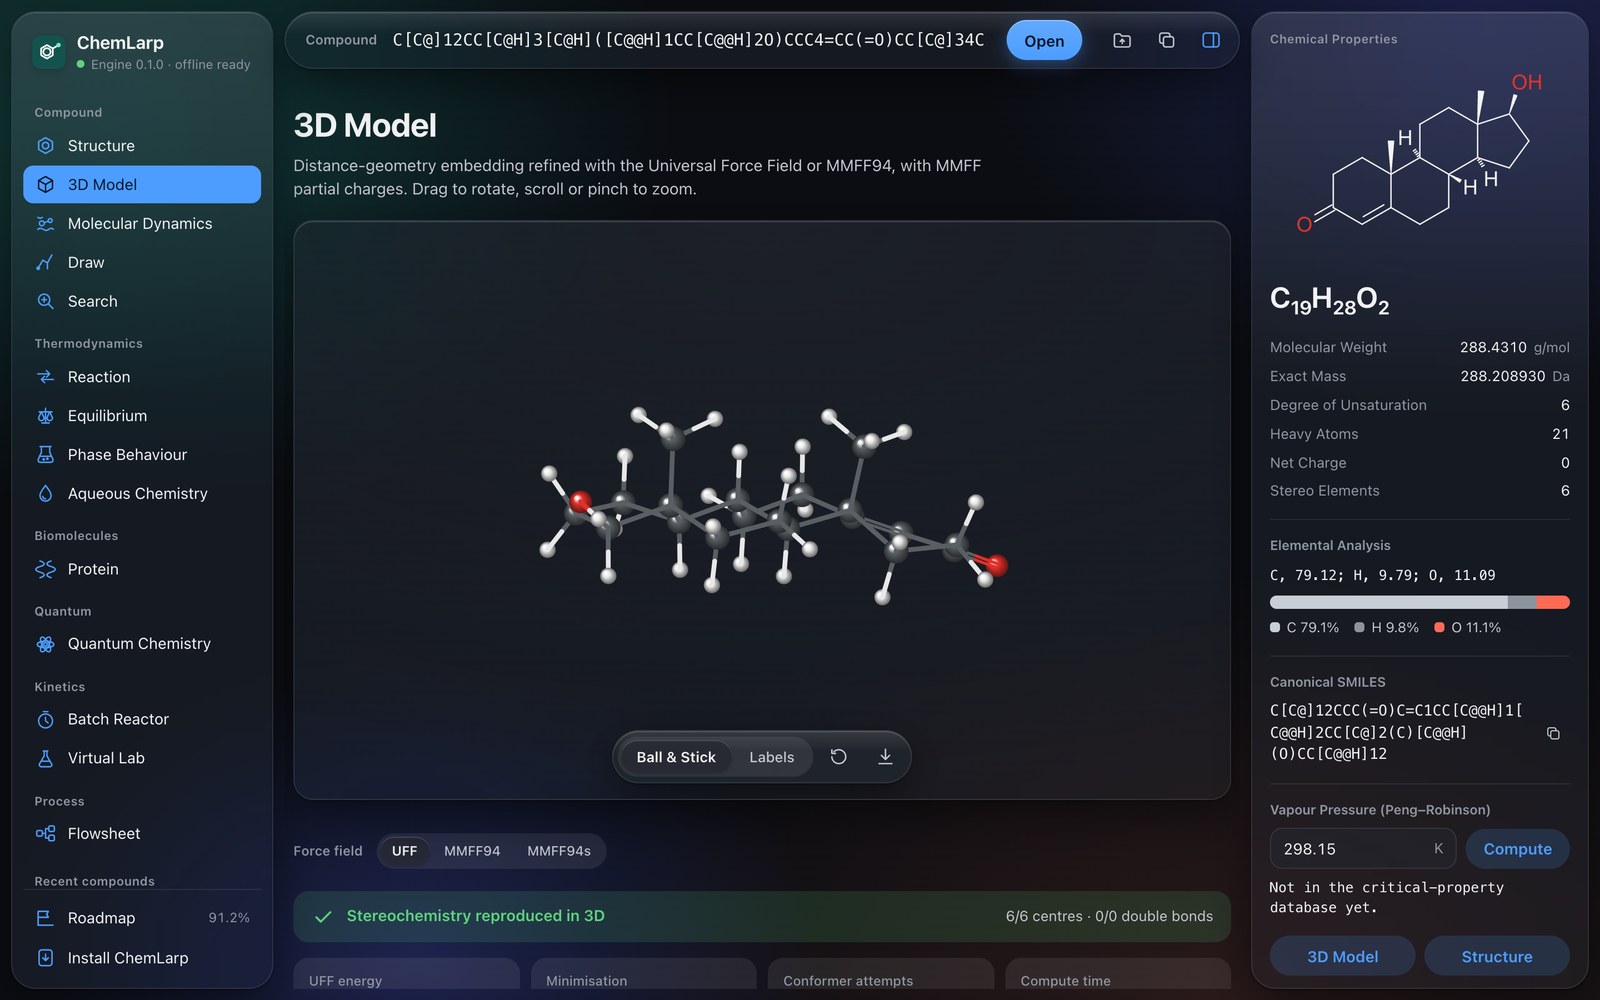 ChemLarp
Engine 0.1.0 · offline ready
Compound
Structure
3D Model
Molecular Dynamics
Draw
Search
Thermodynamics
Reaction
Equilibrium
Phase Behaviour
Aqueous Chemistry
Biomolecules
Protein
Quantum
Quantum Chemistry
Kinetics
Batch Reactor
Virtual Lab
Process
Flowsheet
Recent compounds
Roadmap 91.2%
Install ChemLarp
Compound C[C@]12CC[C@H]3[C@H]([C@@H]1CC[C@@H]2O)CCC4=CC(=O)CC[C@]34C Open
3D Model
Distance-geometry embedding refined with the Universal Force Field or MMFF94, with MMFF
partial charges. Drag to rotate, scroll or pinch to zoom.
Ball & Stick Labels
Force field UFF MMFF94 MMFF94s
Stereochemistry reproduced in 3D 6/6 centres · 0/0 double bonds
UFF energy Minimisation Conformer attempts Compute time
Chemical Properties
OH
H
H
H
O
C19H28O2
Molecular Weight 288.4310 g/mol
Exact Mass 288.208930 Da
Degree of Unsaturation 6
Heavy Atoms 21
Net Charge 0
Stereo Elements 6
Elemental Analysis
C, 79.12; H, 9.79; O, 11.09
C 79.1% H 9.8% O 11.1%
Canonical SMILES
C[C@]12CCC(=O)C=C1CC[C@@H]1[
C@@H]2CC[C@]2(C)[C@@H]
(O)CC[C@@H]12
Vapour Pressure (Peng–Robinson)
298.15 K Compute
Not in the critical-property
database yet.
3D Model Structure